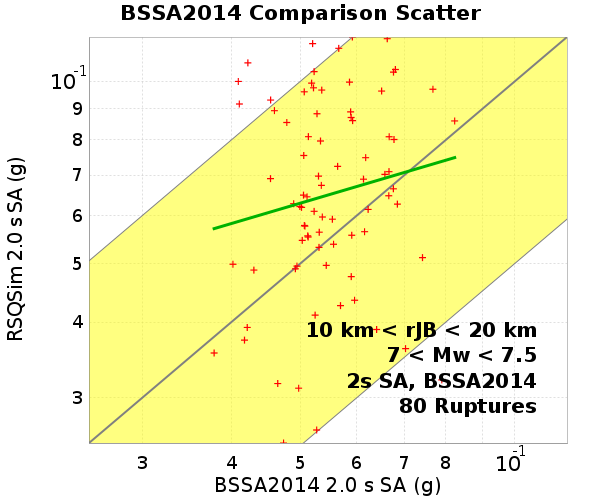 BSSA2014 Comparison Scatter
RSQSim 2.0 s SA (g)
10-1
9
8
7
6
5
4
3
10 km < rJB < 20 km
7 < Mw < 7.5
2s SA, BSSA2014
80 Ruptures
3 4 5 6 7 8 10-1
BSSA2014 2.0 s SA (g)